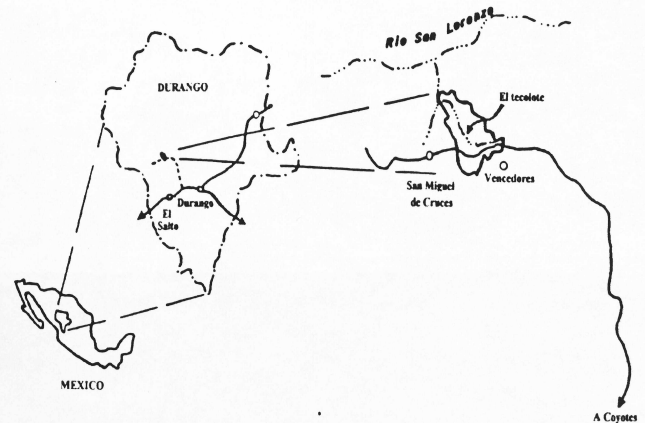 Río San Lorenzo
DURANGO
El tecolote
San Miguel
de Cruces
Vencedores
Durango
El
Salto
MEXICO
A Coyotes